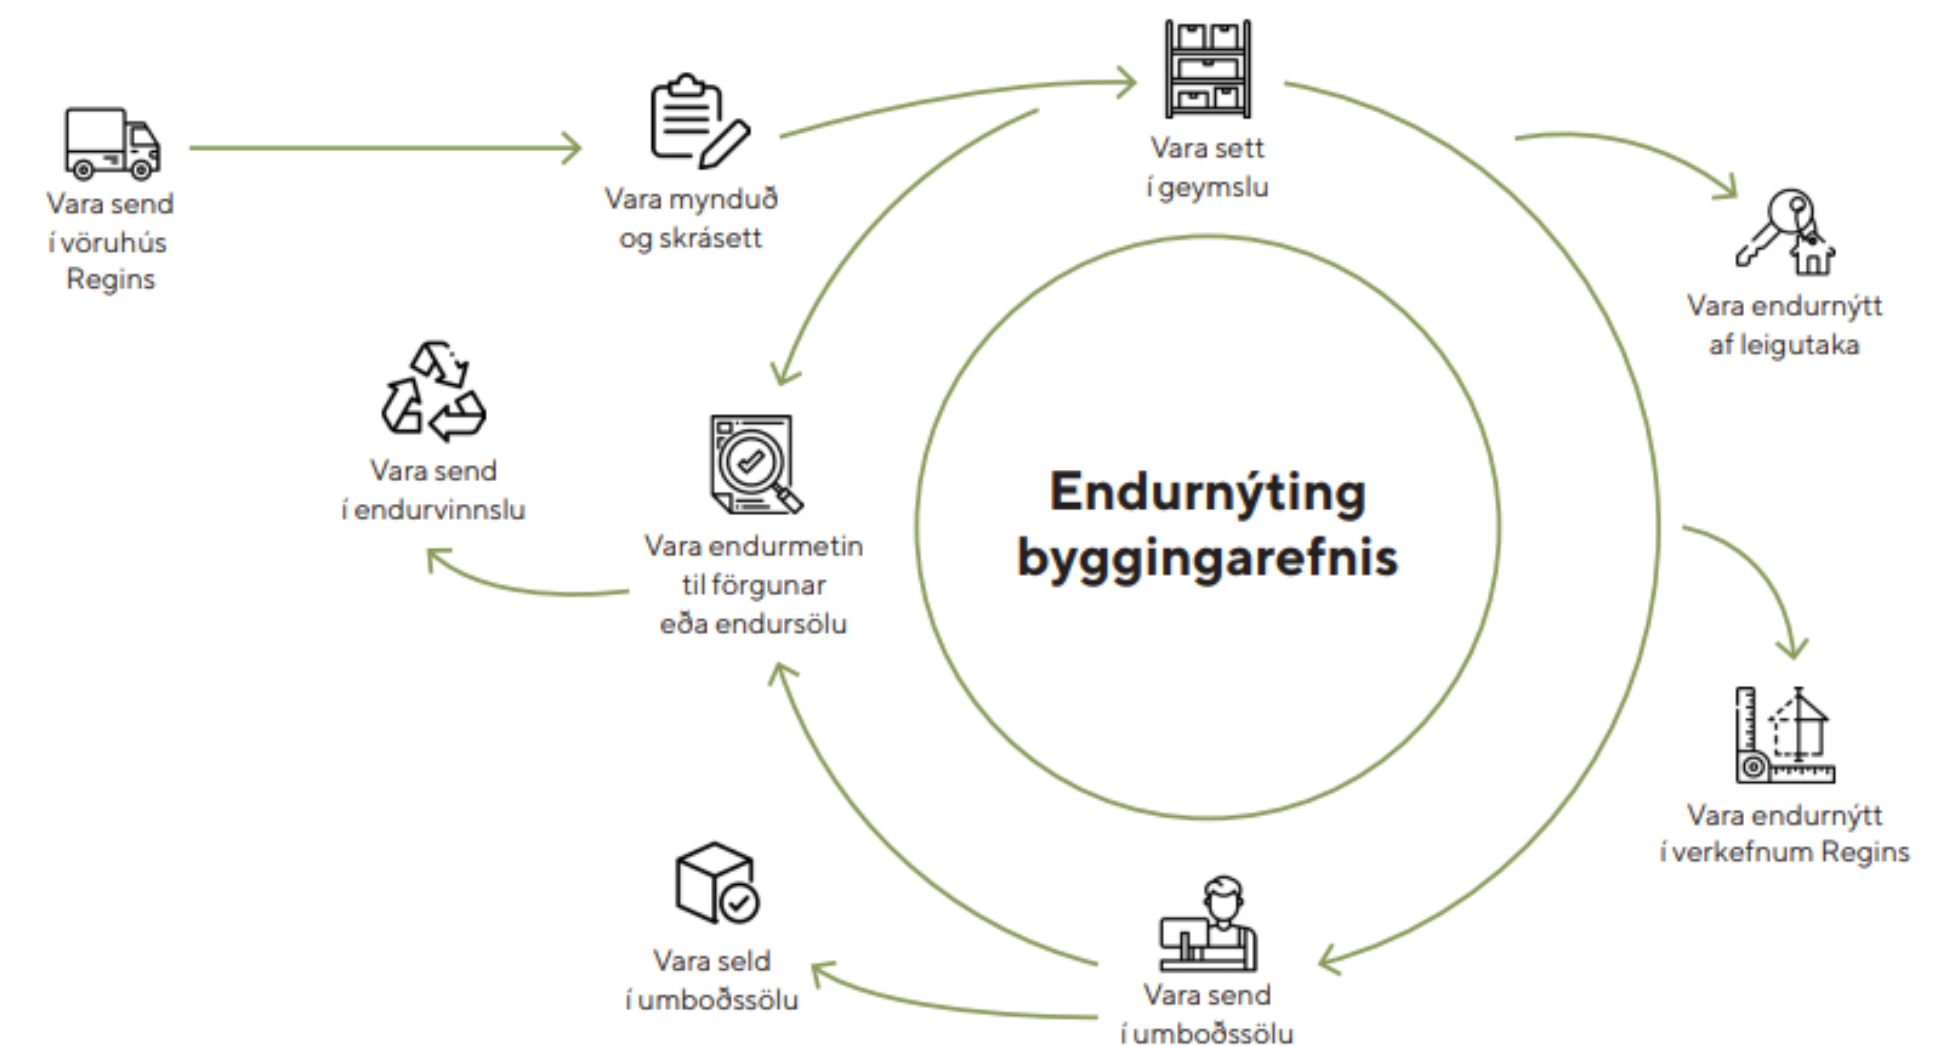 Vara send
í vöruhús
Regins
Vara mynduð
og skrásett
Vara sett
í geymslu
Vara endurnýtt
af leigutaka
Vara send
í endurvinnslu
Vara endurmetin
til förgunar
eða endursölu
Endurnýting
byggingarefnis
Vara endurnýtt
í verkefnum Regins
Vara seld
í umboðssölu
Vara send
í umboðssölu